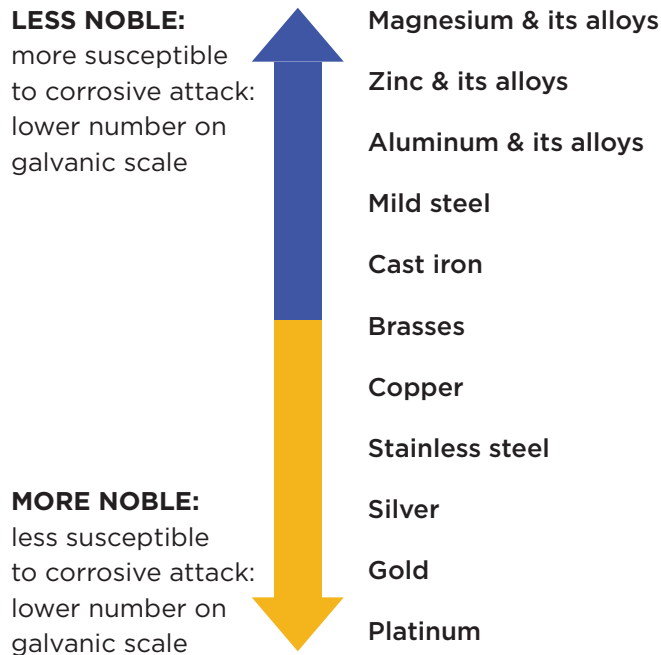 LESS NOBLE:
more susceptible
to corrosive attack:
lower number on
galvanic scale
MORE NOBLE:
less susceptible
to corrosive attack:
lower number on
galvanic scale
Magnesium & its alloys
Zinc & its alloys
Aluminum & its alloys
Mild steel
Cast iron
Brasses
Copper
Stainless steel
Silver
Gold
Platinum